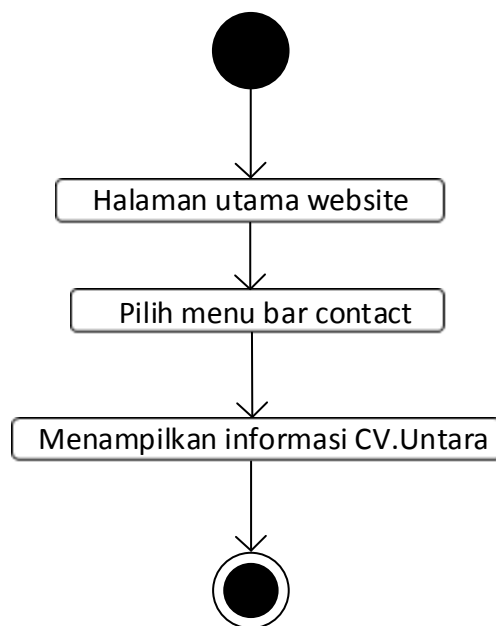 Halaman utama website
Pilih menu bar contact
Menampilkan informasi CV.Untara